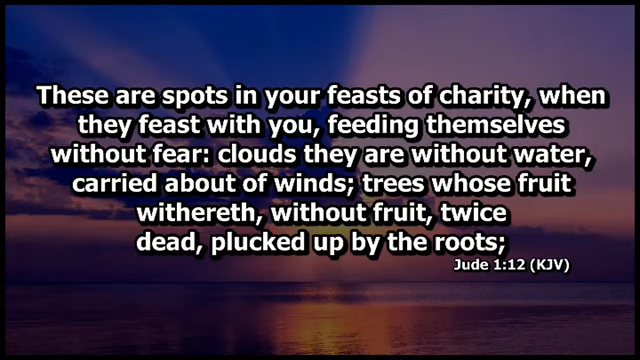 These are spots in your feasts of charity, when
they feast with you, feeding themselves
without fear: clouds they are without water,
carried about of winds; trees whose fruit
withereth, without fruit, twice
dead, plucked up by the roots;
Jude 1:12 (KJV)